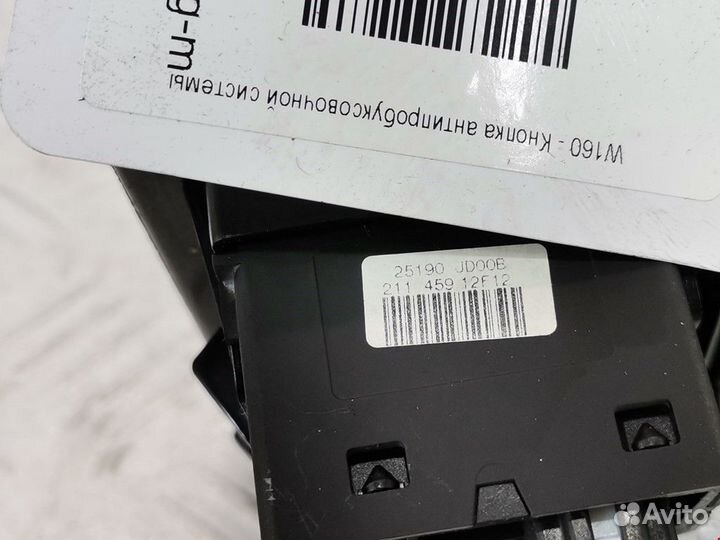 g-m
W160 - Кнопка антипробуксовочной системы
25190 JD00B
211 459 12F12
Avito